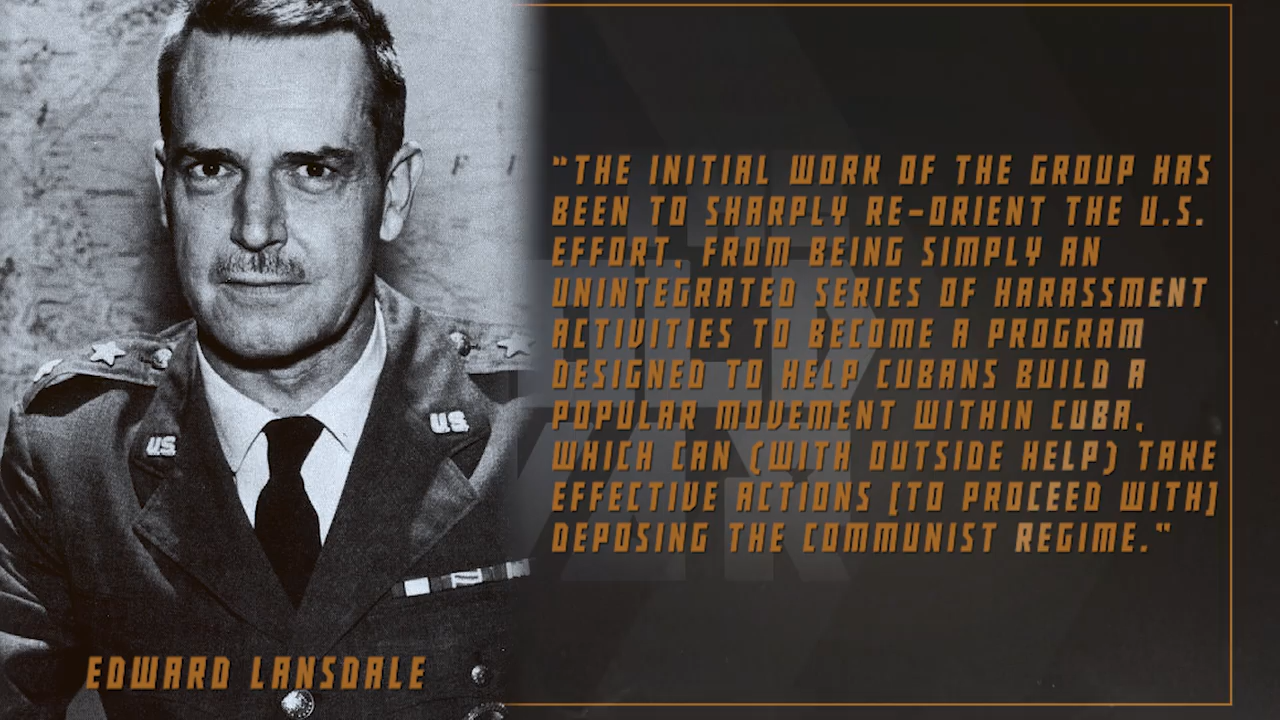 "THE INITIAL WORK OF THE GROUP HAS
BEEN TO SHARPLY RE-ORIENT THE U.S.
EFFORT, FROM BEING SIMPLY AN
UNINTEGRATED SERIES OF HARASSMENT
ACTIVITIES TO BECOME A PROGRAM
DESIGNED TO HELP CUBANS BUILD A
POPULAR MOVEMENT WITHIN CUBA,
WHICH CAN (WITH OUTSIDE HELP) TAKE
EFFECTIVE ACTIONS [TO PROCEED WITH]
DEPOSING THE COMMUNIST REGIME."
U.S.
U.S.
EDWARD LANSDALE